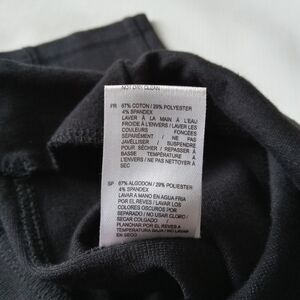 NOT DRY CLEAN
FR 67% COTON / 29% POLYESTER
4% SPANDEX
LAVER À LA MAIN À L'EAU
FROIDE À L'ENVERS / LAVER LES
COULEURS FONCÉES
SÉPARÉMENT / NE PAS
JAVELLISER / SUSPENDRE
POUR SÉCHER / REPASSER À
BASSE TEMPÉRATURE À
L'ENVERS / NE PAS NETTOYER À
SEC
SP 67% ALGODON / 29% POLIESTER
4% SPANDEX
LAVAR A MANO EN AGUA FRIA
POR EL REVES / LAVAR LOS
COLORES OSCUROS POR
SEPARADO / NO USAR CLORO /
SECAR COLGADO /
PLANCHAR POR EL REVES A
TEMPERATURA BAJA / NO LAVAR
EN SECO